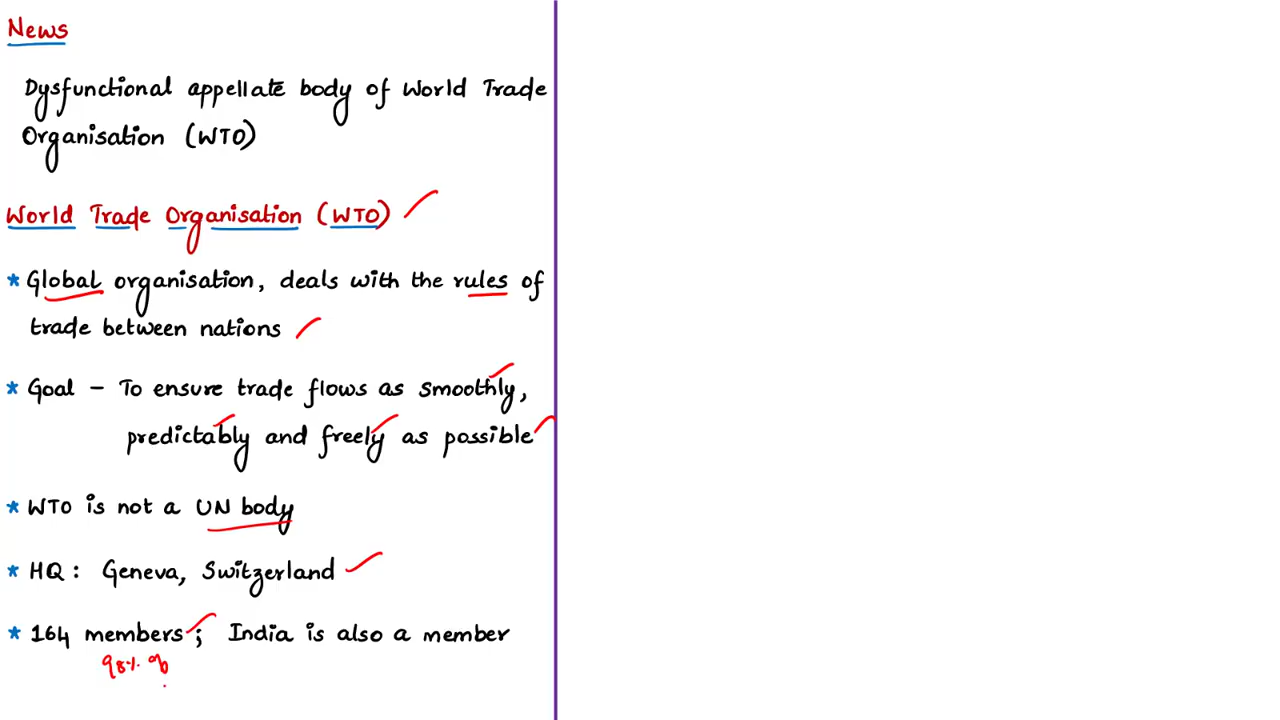 News
Dysfunctional appellate body of World Trade
Organisation (WTO)
World Trade Organisation (WTO)
* Global organisation, deals with the rules of
trade between nations
* Goal – To ensure trade flows as smoothly,
predictably and freely as possible
* WTO is not a UN body
* HQ: Geneva, Switzerland
* 164 members; India is also a member
98%